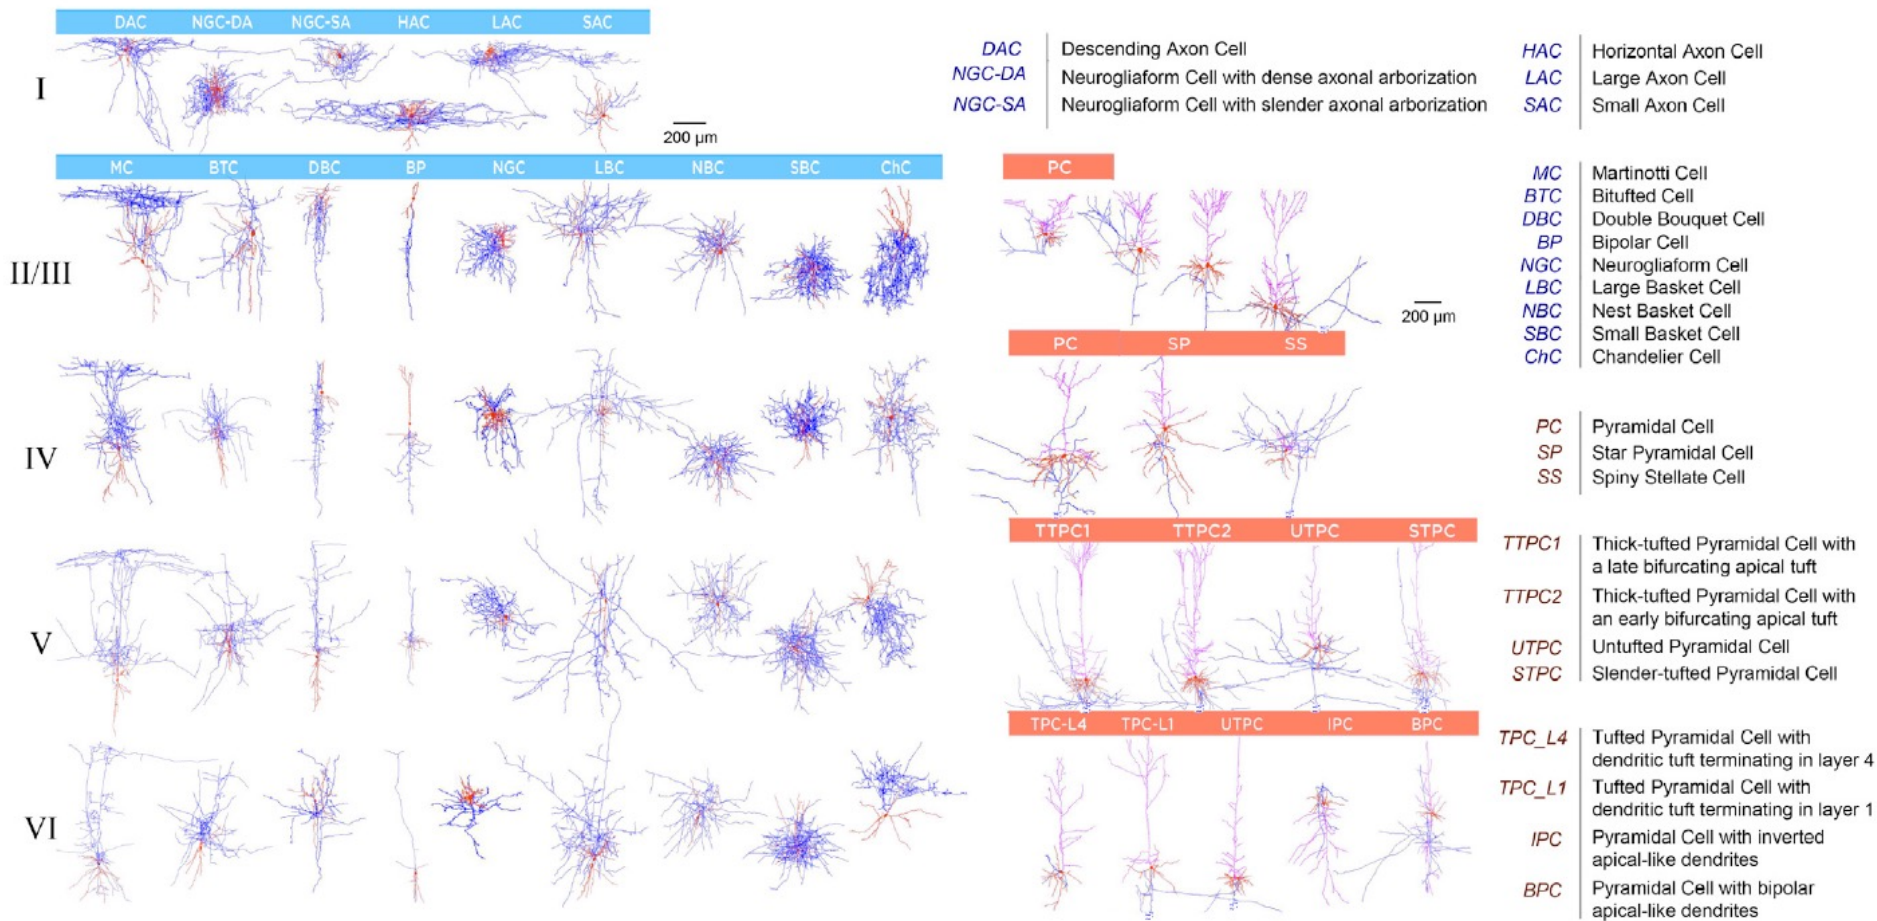 DAC NGC-DA NGC-SA HAC LAC SAC
I
200 µm
DAC Descending Axon Cell
NGC-DA Neurogliaform Cell with dense axonal arborization
NGC-SA Neurogliaform Cell with slender axonal arborization
HAC Horizontal Axon Cell
LAC Large Axon Cell
SAC Small Axon Cell
MC BTC DBC BP NGC LBC NBC SBC ChC
II/III
PC
200 µm
MC Martinotti Cell
BTC Bitufted Cell
DBC Double Bouquet Cell
BP Bipolar Cell
NGC Neurogliaform Cell
LBC Large Basket Cell
NBC Nest Basket Cell
SBC Small Basket Cell
ChC Chandelier Cell
IV
PC SP SS
PC Pyramidal Cell
SP Star Pyramidal Cell
SS Spiny Stellate Cell
V
TTPC1 TTPC2 UTPC STPC
TTPC1 Thick-tufted Pyramidal Cell with
a late bifurcating apical tuft
TTPC2 Thick-tufted Pyramidal Cell with
an early bifurcating apical tuft
UTPC Untufted Pyramidal Cell
STPC Slender-tufted Pyramidal Cell
VI
TPC-L4 TPC-L1 UTPC IPC BPC
TPC_L4 Tufted Pyramidal Cell with
dendritic tuft terminating in layer 4
TPC_L1 Tufted Pyramidal Cell with
dendritic tuft terminating in layer 1
IPC Pyramidal Cell with inverted
apical-like dendrites
BPC Pyramidal Cell with bipolar
apical-like dendrites